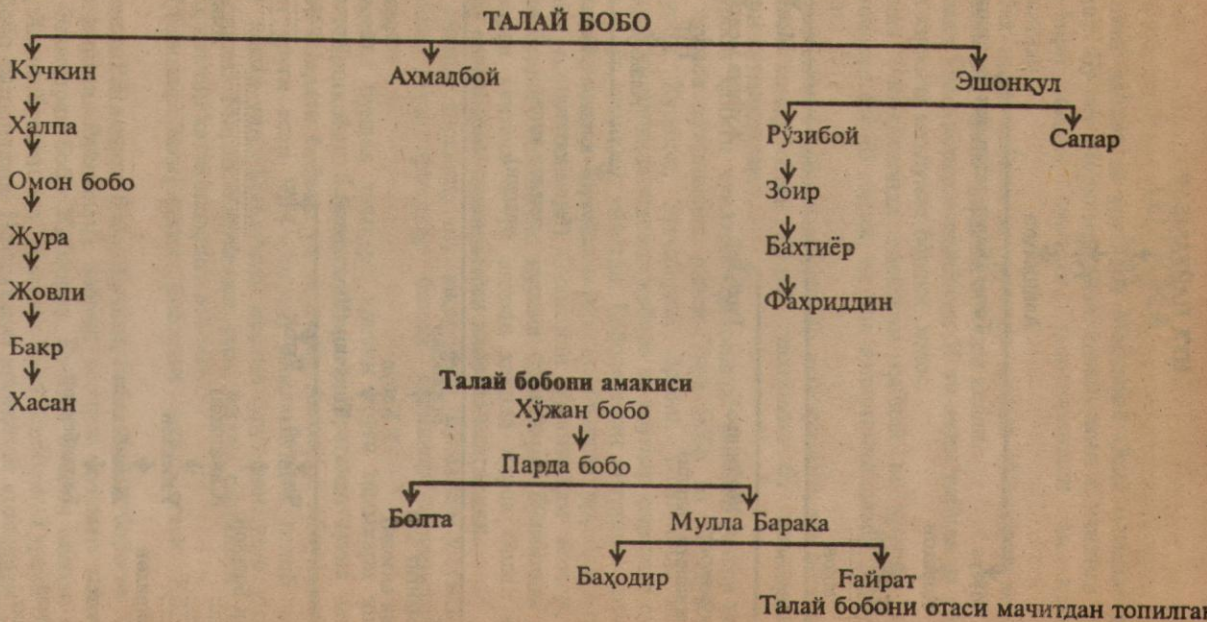 ТАЛАЙ БОБО
Кучкин Ахмадбой Эшонқул
Халпа Рўзибой Сапар
Омон бобо Зоир
Жура Бахтиёр
Жовли Фахриддин
Бакр
Хасан
Талай бобони амакиси
Хўжан бобо
Парда бобо
Болта Мулла Барака
Баҳодир Ғайрат
Талай бобони отаси мачитдан топилган